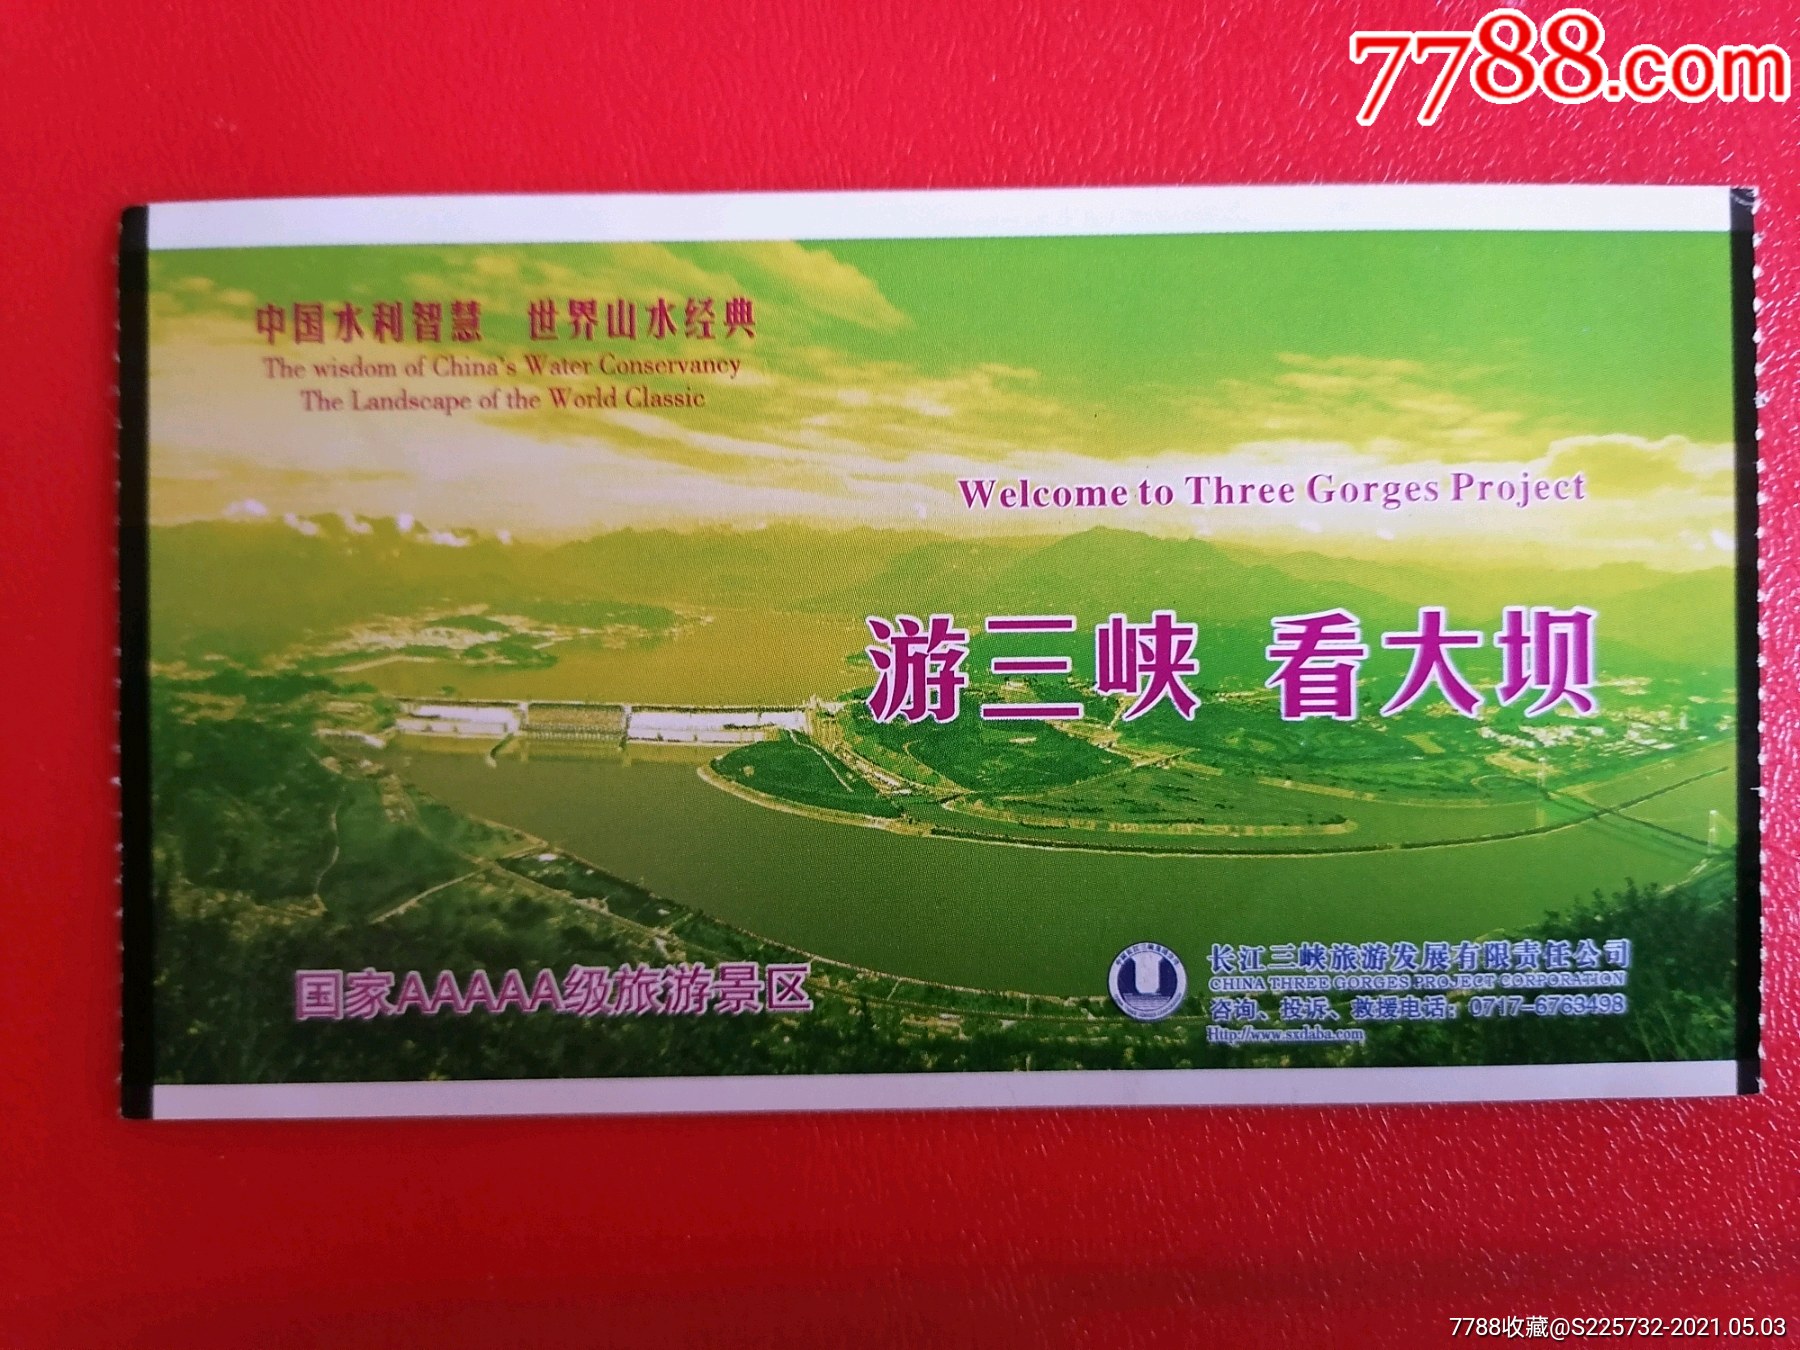 7788.com
中国水利智慧 世界山水经典
The wisdom of China's Water Conservancy
The Landscape of the World Classic
Welcome to Three Gorges Project
游三峡 看大坝
国家AAAAA级旅游景区
长江三峡旅游发展有限责任公司
CHINA THREE GORGES PROJECT CORPORATION
咨询、投诉、救援电话：0717-6763498
Http://www.sxdaba.com
7788收藏@S225732-2021.05.03